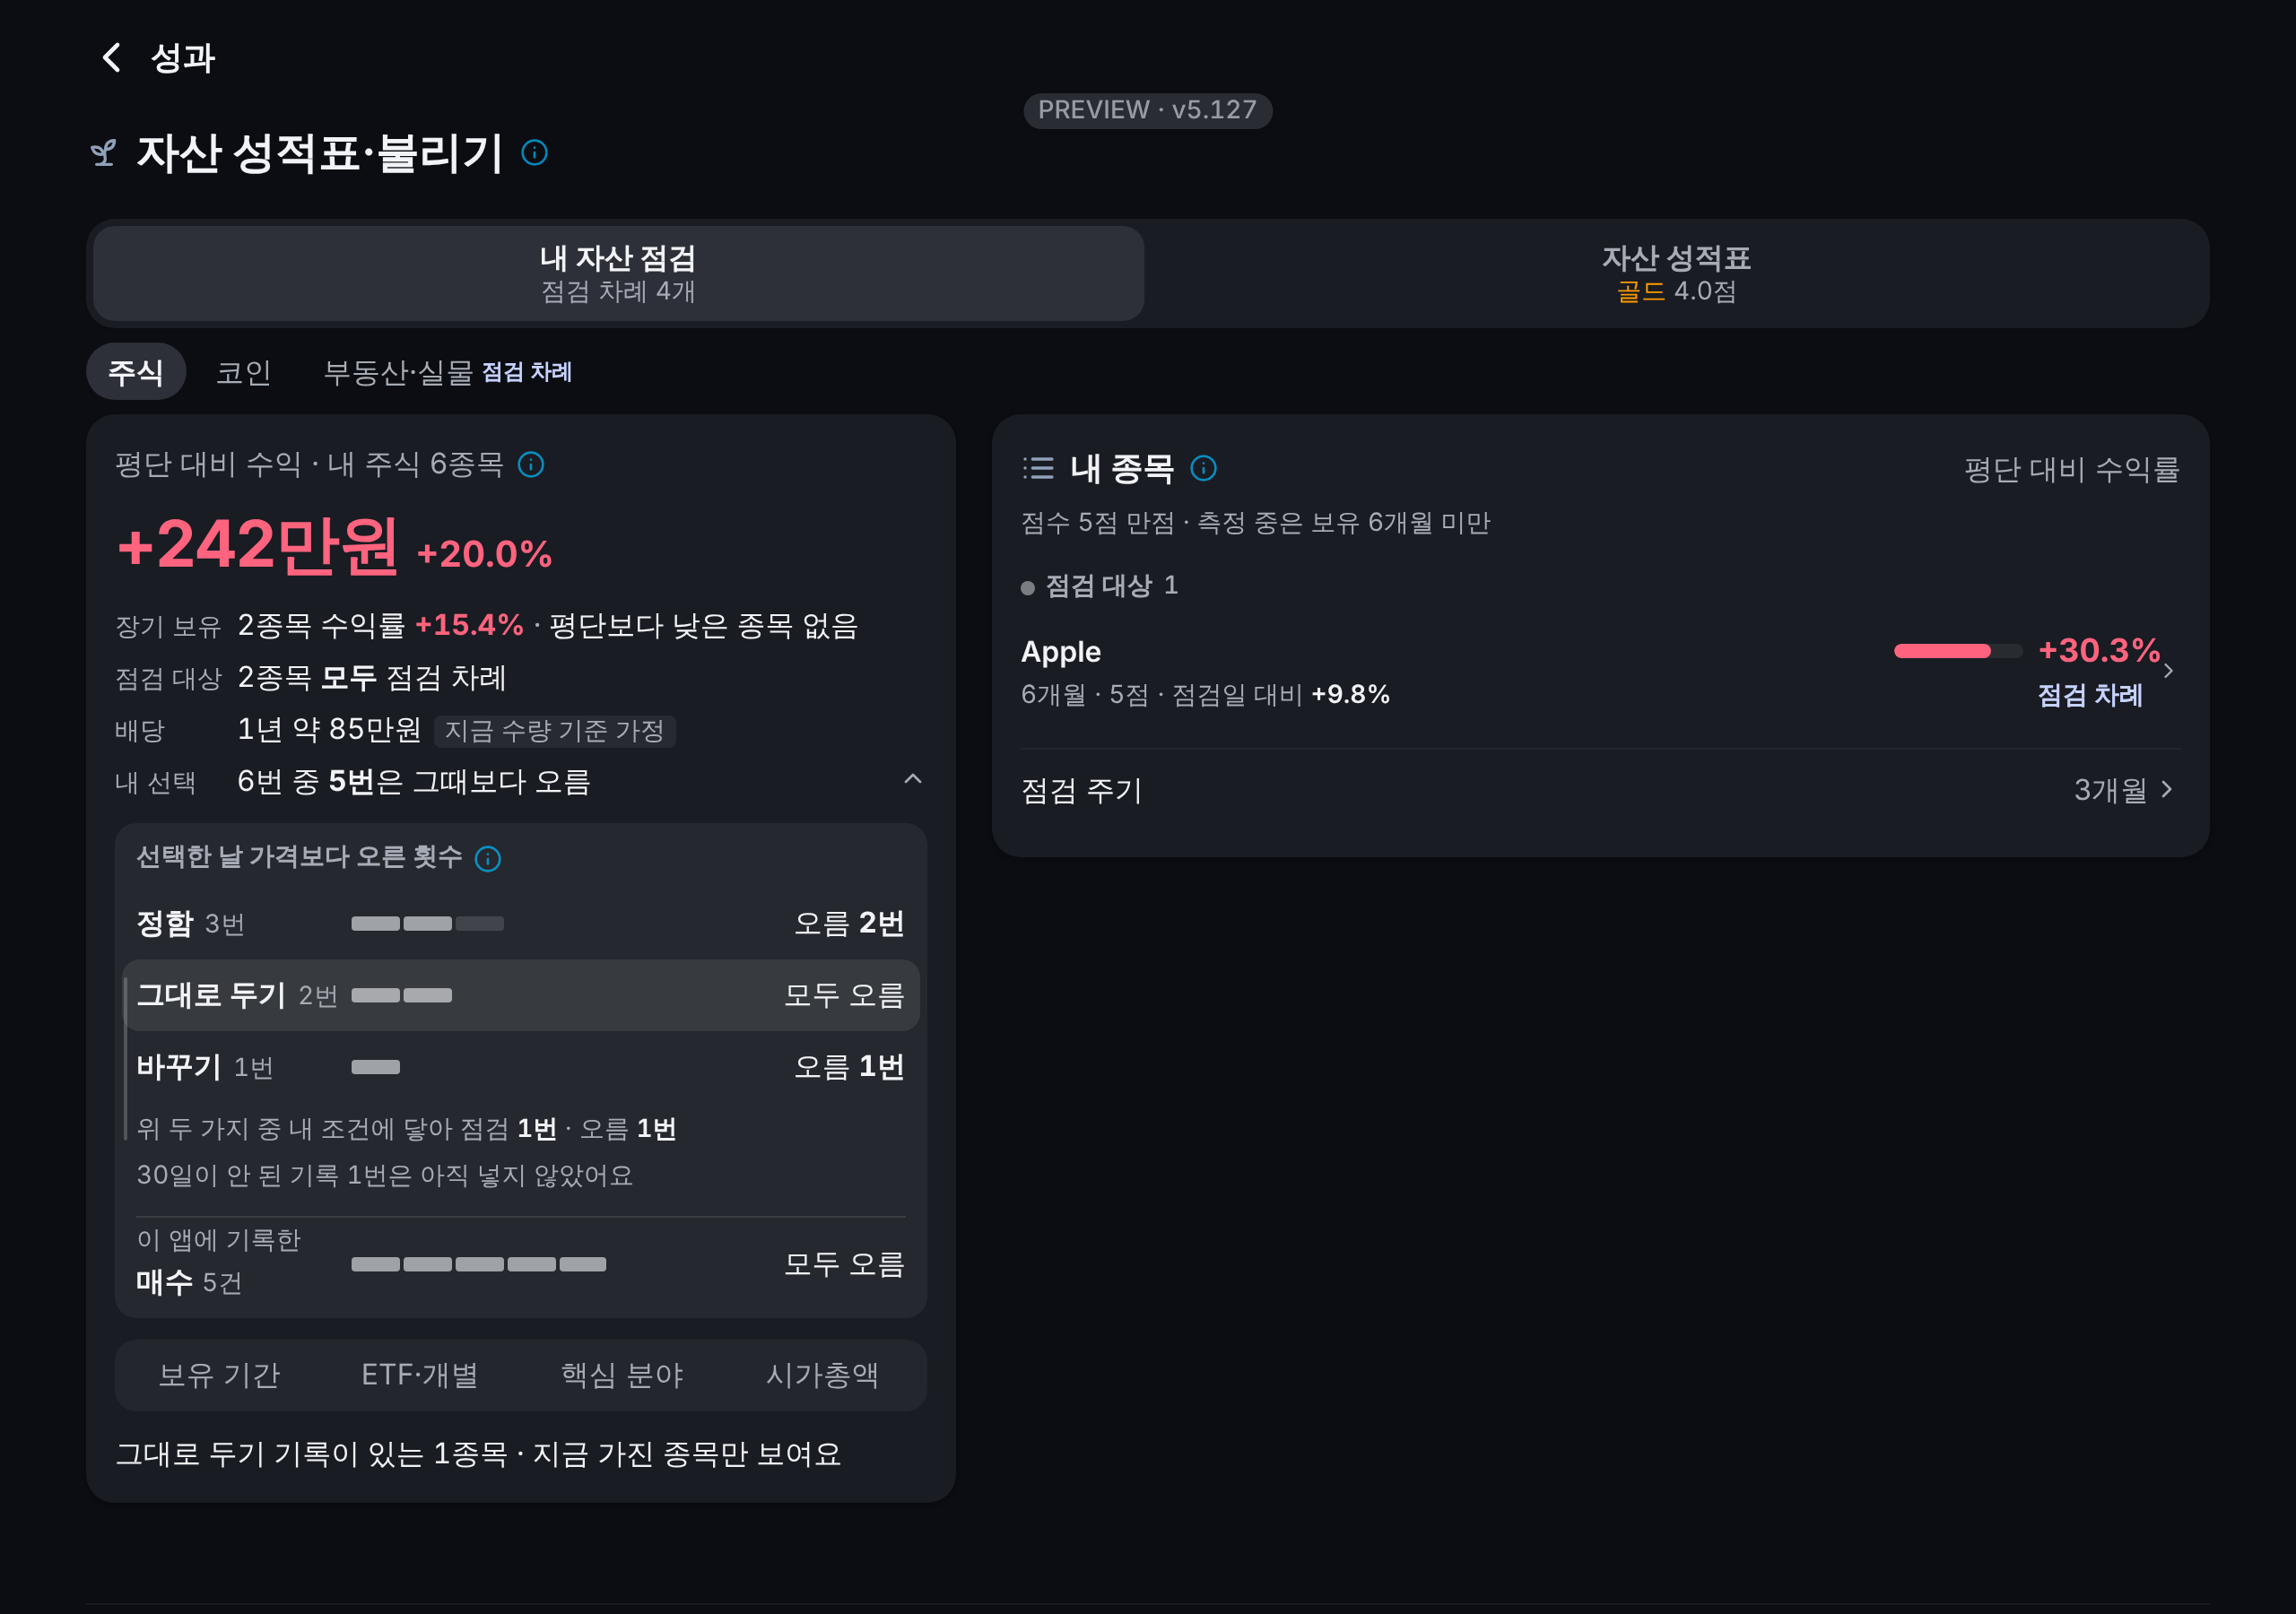 성과
PREVIEW · v5.127
자산 성적표·불리기
내 자산 점검
점검 차례 4개
자산 성적표
골드 4.0점
주식
코인
부동산·실물 점검 차례
평단 대비 수익 · 내 주식 6종목
+242만원 +20.0%
장기 보유 2종목 수익률 +15.4% · 평단보다 낮은 종목 없음
점검 대상 2종목 모두 점검 차례
배당 1년 약 85만원 지금 수량 기준 가정
내 선택 6번 중 5번은 그때보다 오름
선택한 날 가격보다 오른 횟수
정함 3번 오름 2번
그대로 두기 2번 모두 오름
바꾸기 1번 오름 1번
위 두 가지 중 내 조건에 닿아 점검 1번 · 오름 1번
30일이 안 된 기록 1번은 아직 넣지 않았어요
이 앱에 기록한
매수 5건 모두 오름
보유 기간 ETF·개별 핵심 분야 시가총액
그대로 두기 기록이 있는 1종목 · 지금 가진 종목만 보여요
내 종목 평단 대비 수익률
점수 5점 만점 · 측정 중은 보유 6개월 미만
점검 대상 1
Apple +30.3%
6개월 · 5점 · 점검일 대비 +9.8% 점검 차례
점검 주기 3개월